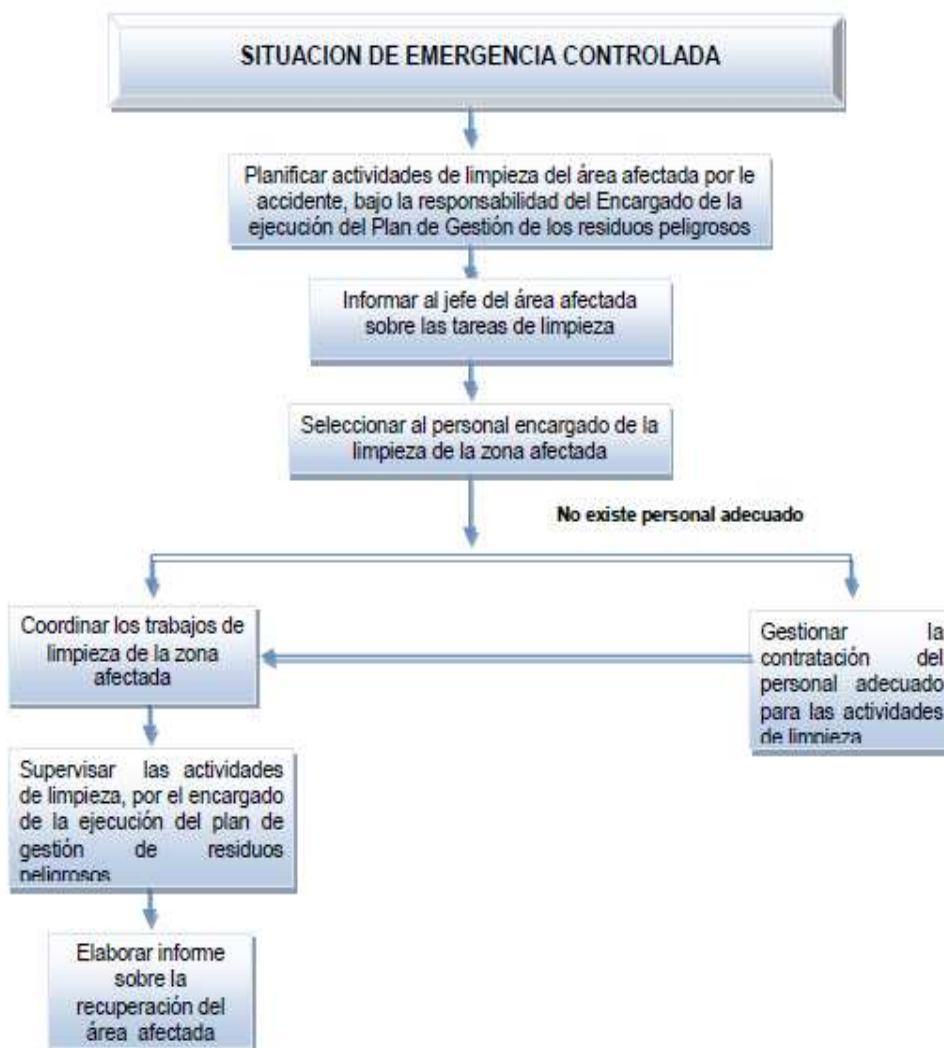 SITUACION DE EMERGENCIA CONTROLADA
Planificar actividades de limpieza del área afectada por le
accidente, bajo la responsabilidad del Encargado de la
ejecución del Plan de Gestión de los residuos peligrosos
Informar al jefe del área afectada
sobre las tareas de limpieza
Seleccionar al personal encargado de la
limpieza de la zona afectada
No existe personal adecuado
Coordinar los trabajos de
limpieza de la zona
afectada
Gestionar la
contratación del
personal adecuado
para las actividades
de limpieza
Supervisar las actividades
de limpieza, por el encargado
de la ejecución del plan de
gestión de residuos
peligrosos
Elaborar informe
sobre la
recuperación del
área afectada